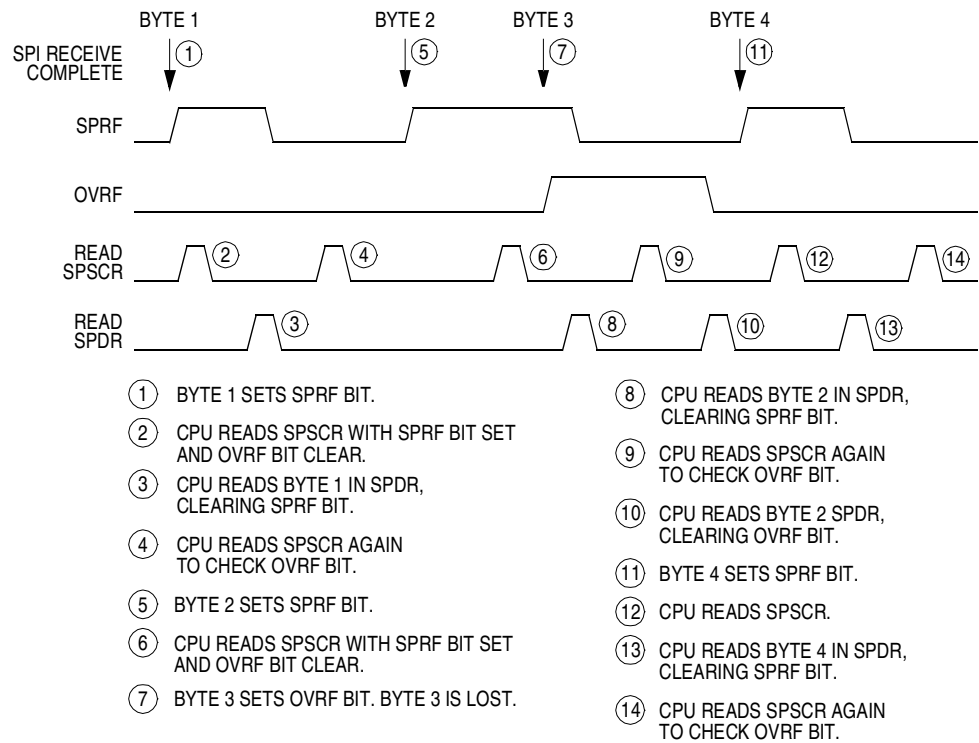 BYTE 1 BYTE 2 BYTE 3 BYTE 4
SPI RECEIVE
COMPLETE
1 5 7 11
SPRF
OVRF
READ
SPSCR
2 4 6 9 12 14
READ
SPDR
3 8 10 13
1 BYTE 1 SETS SPRF BIT.
2 CPU READS SPSCR WITH SPRF BIT SET
AND OVRF BIT CLEAR.
3 CPU READS BYTE 1 IN SPDR,
CLEARING SPRF BIT.
4 CPU READS SPSCR AGAIN
TO CHECK OVRF BIT.
5 BYTE 2 SETS SPRF BIT.
6 CPU READS SPSCR WITH SPRF BIT SET
AND OVRF BIT CLEAR.
7 BYTE 3 SETS OVRF BIT. BYTE 3 IS LOST.
8 CPU READS BYTE 2 IN SPDR,
CLEARING SPRF BIT.
9 CPU READS SPSCR AGAIN
TO CHECK OVRF BIT.
10 CPU READS BYTE 2 SPDR,
CLEARING OVRF BIT.
11 BYTE 4 SETS SPRF BIT.
12 CPU READS SPSCR.
13 CPU READS BYTE 4 IN SPDR,
CLEARING SPRF BIT.
14 CPU READS SPSCR AGAIN
TO CHECK OVRF BIT.